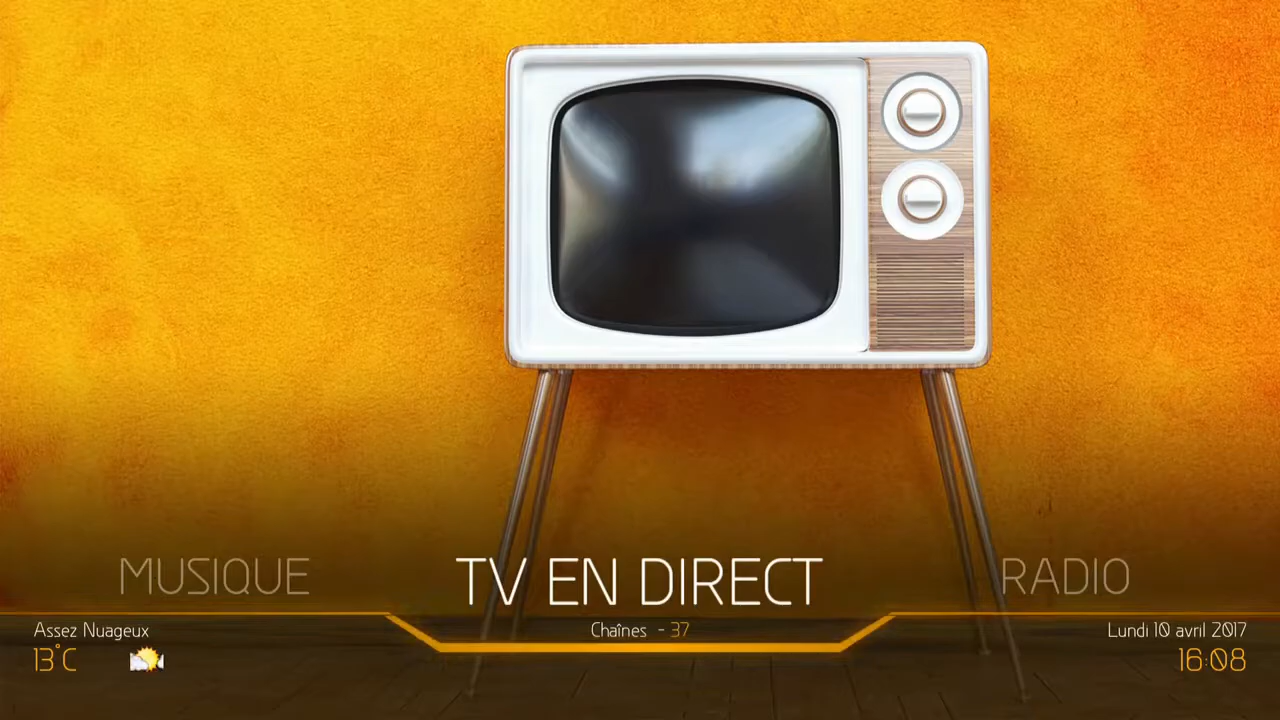 MUSIQUE TV EN DIRECT RADIO
Assez Nuageux Chaînes - 37 Lundi 10 avril 2017
13°C 16:08